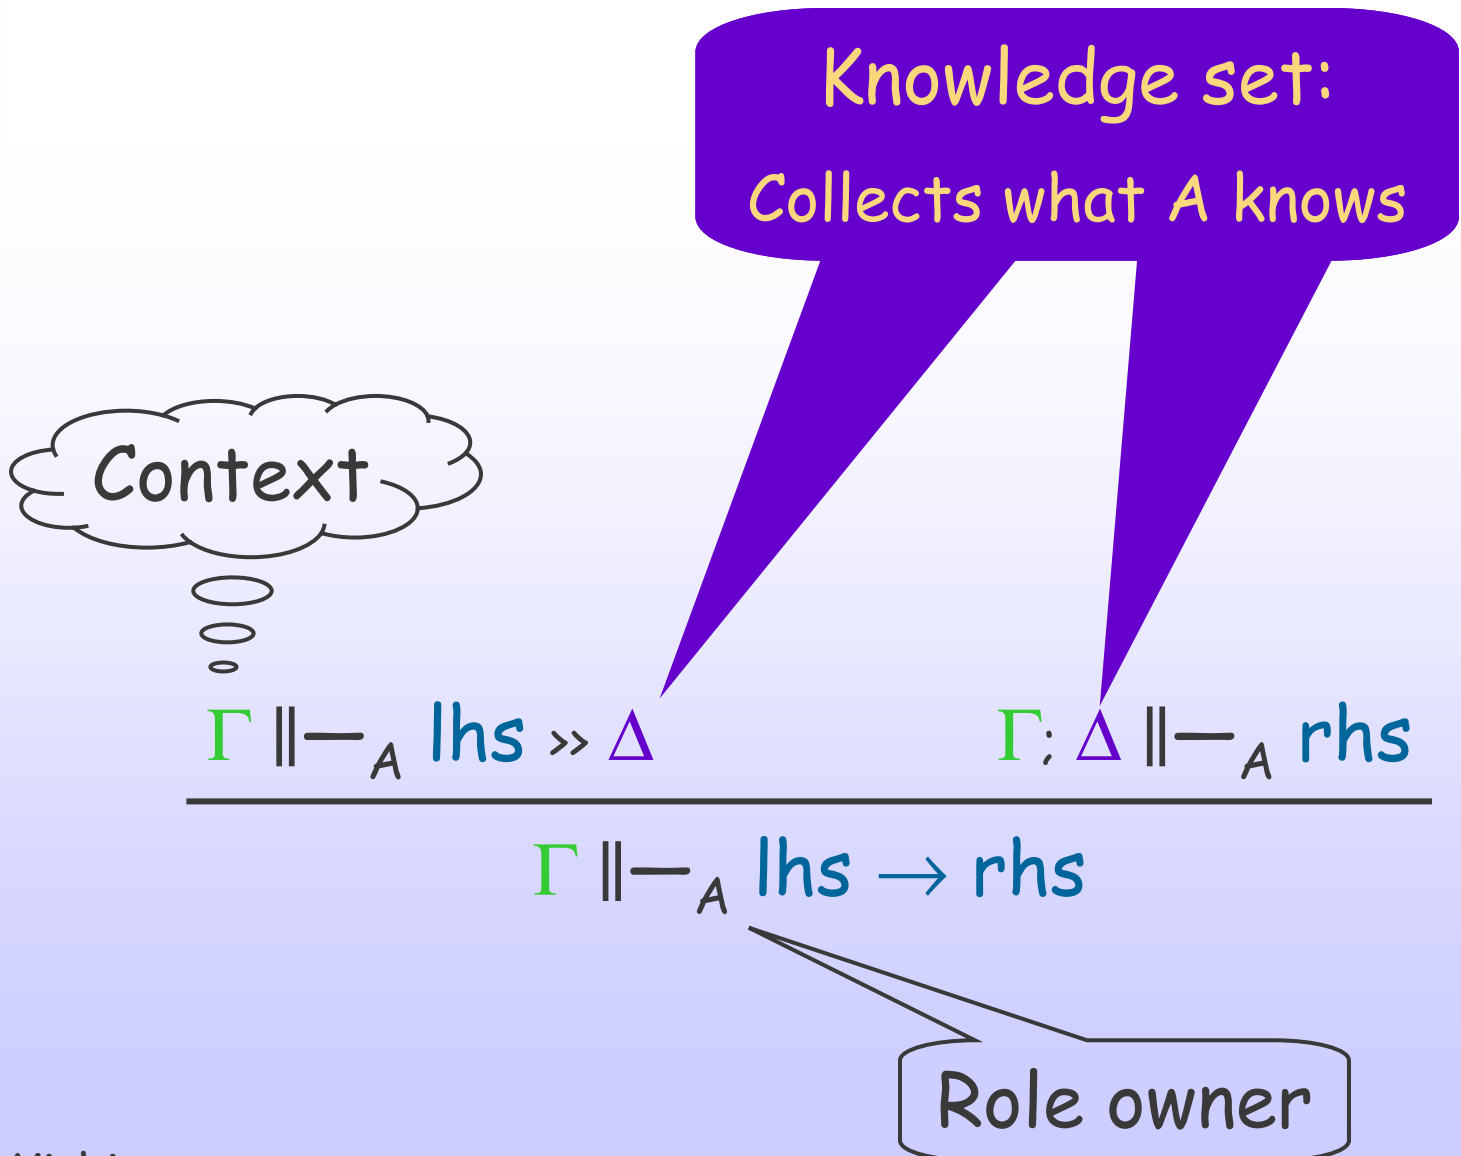 Knowledge set:
Collects what A knows
Context
Γ ||—A lhs >> Δ
Γ; Δ ||—A rhs
Γ ||—A lhs → rhs
Role owner